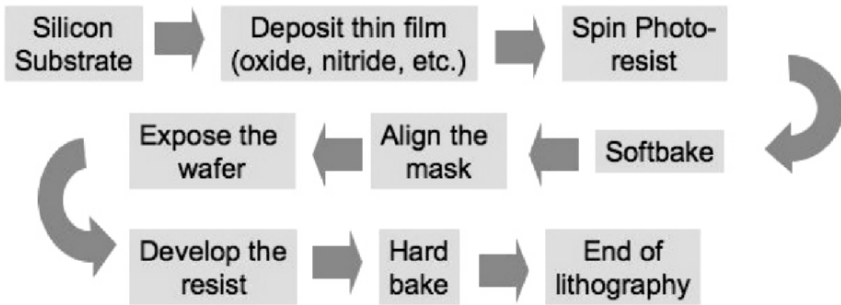 Silicon
Substrate
Deposit thin film
(oxide, nitride, etc.)
Spin Photo-
resist
Softbake
Align the
mask
Expose the
wafer
Develop the
resist
Hard
bake
End of
lithography